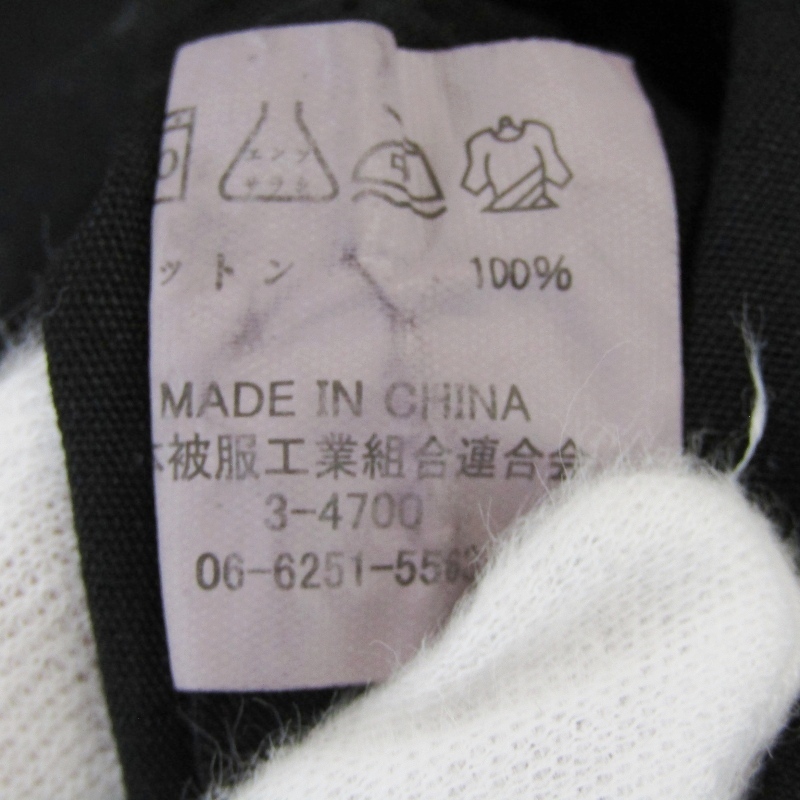 エンソ
サラシ
ットン 100%
MADE IN CHINA
被服工業組合連合会
3-4700
06-6251-556